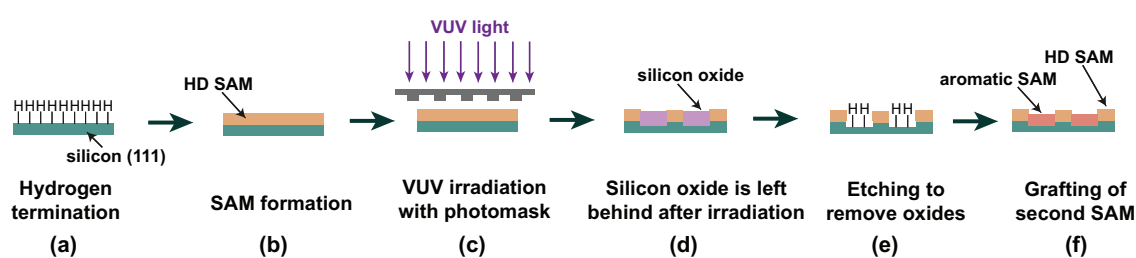 HHHHHHHHH
silicon (111)
Hydrogen
termination
(a)
HD SAM
SAM formation
(b)
VUV light
VUV irradiation
with photomask
(c)
silicon oxide
Silicon oxide is left
behind after irradiation
(d)
HH HH
Etching to
remove oxides
(e)
HD SAM
aromatic SAM
Grafting of
second SAM
(f)